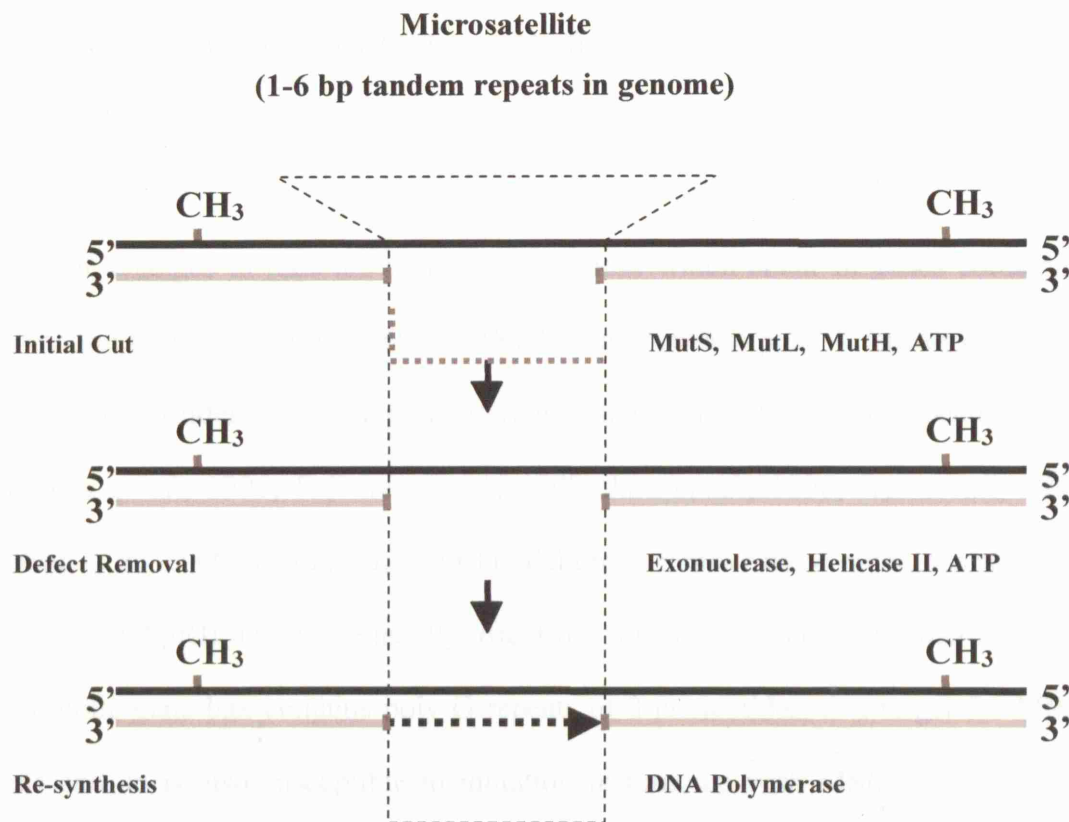 Microsatellite
(1-6 bp tandem repeats in genome)
CH₃ CH₃
5’ 5’
3’ 3’
Initial Cut MutS, MutL, MutH, ATP
CH₃ CH₃
5’ 5’
3’ 3’
Defect Removal Exonuclease, Helicase II, ATP
CH₃ CH₃
5’ 5’
3’ 3’
Re-synthesis DNA Polymerase